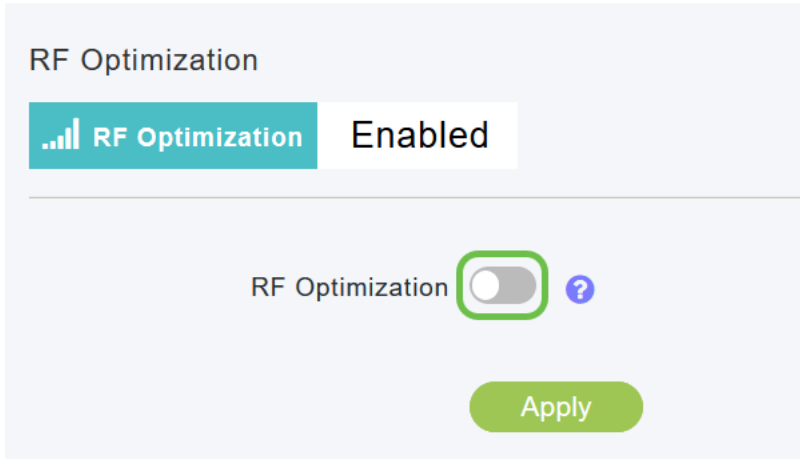 RF Optimization
RF Optimization Enabled
RF Optimization ?
Apply